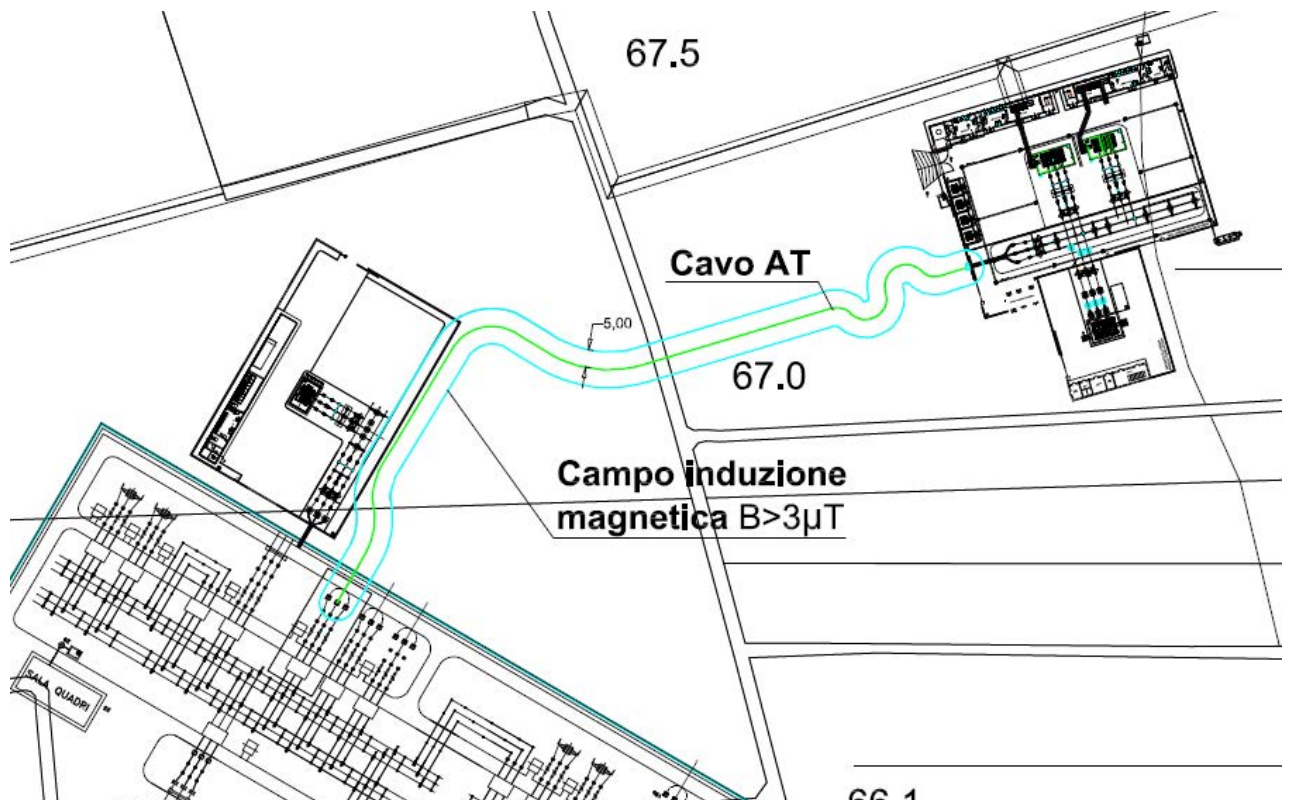 67.5
Cavo AT
5,00
67.0
Campo induzione
magnetica B>3µT
SALA QUADRI
66.1